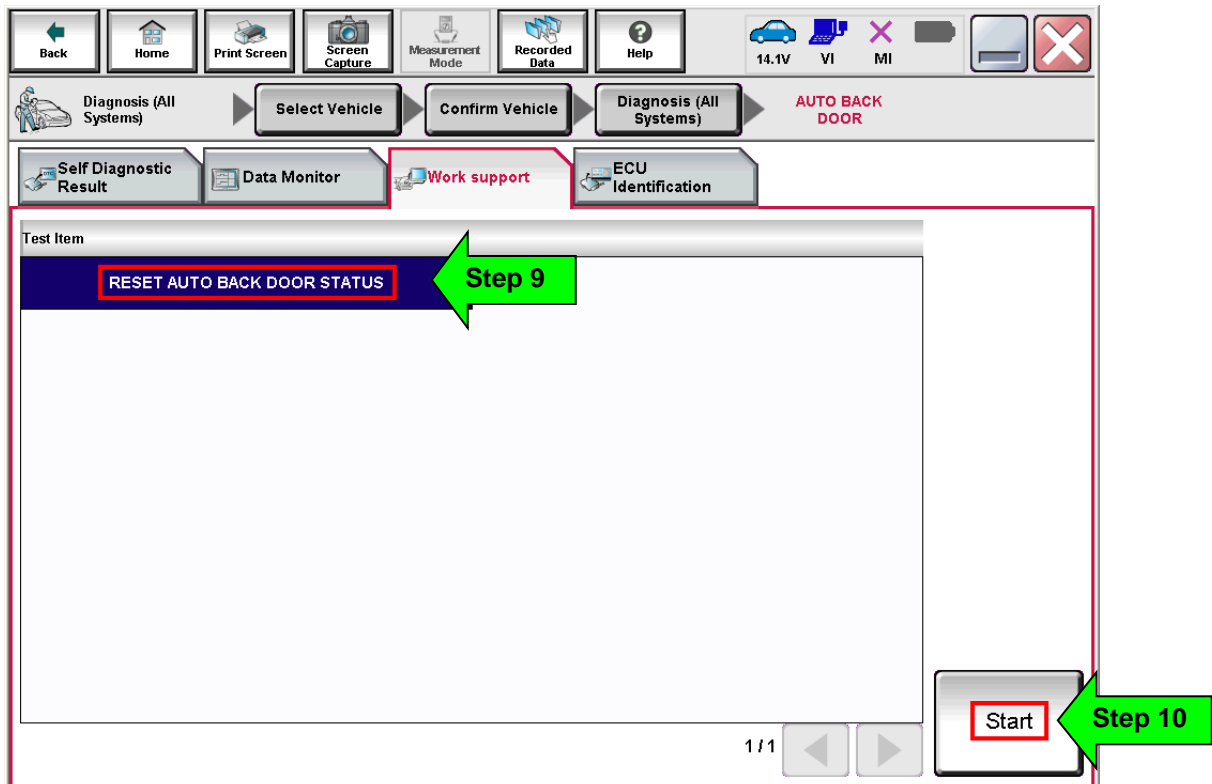 Back
Home
Print Screen
Screen
Capture
Measurement
Mode
Recorded
Data
Help
14.1V
VI
MI
Diagnosis (All
Systems)
Select Vehicle
Confirm Vehicle
Diagnosis (All
Systems)
AUTO BACK
DOOR
Self Diagnostic
Result
Data Monitor
Work support
ECU
Identification
Test Item
RESET AUTO BACK DOOR STATUS
Step 9
Start
Step 10
1/1